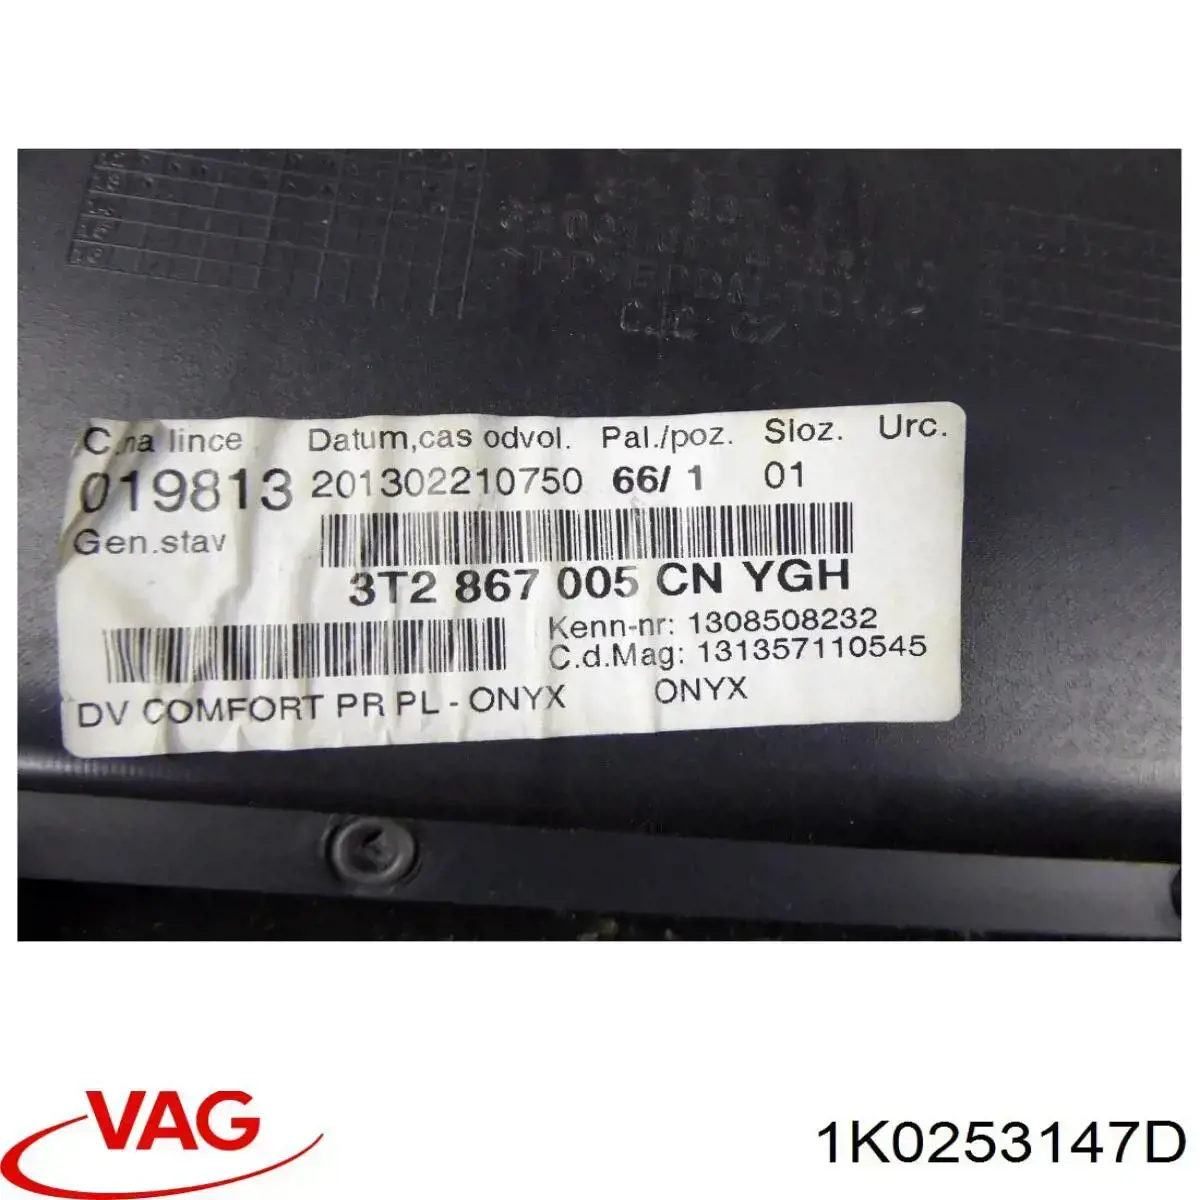 C.na lince Datum,cas odvol. Pal./poz. Sloz. Urc.
019813 201302210750 66/ 1 01
Gen.stav
3T2 867 005 CN YGH
Kenn-nr: 1308508232
C.d.Mag: 131357110545
DV COMFORT PR PL - ONYX ONYX
VAG
1K0253147D